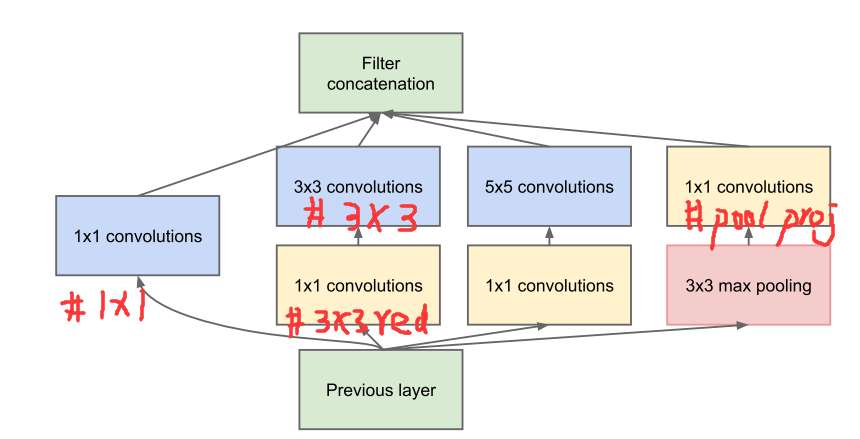 Filter
concatenation
3x3 convolutions
5x5 convolutions
1x1 convolutions
# 3x3
# pool proj
1x1 convolutions
1x1 convolutions
1x1 convolutions
3x3 max pooling
# 1x1
# 3x3 red
Previous layer